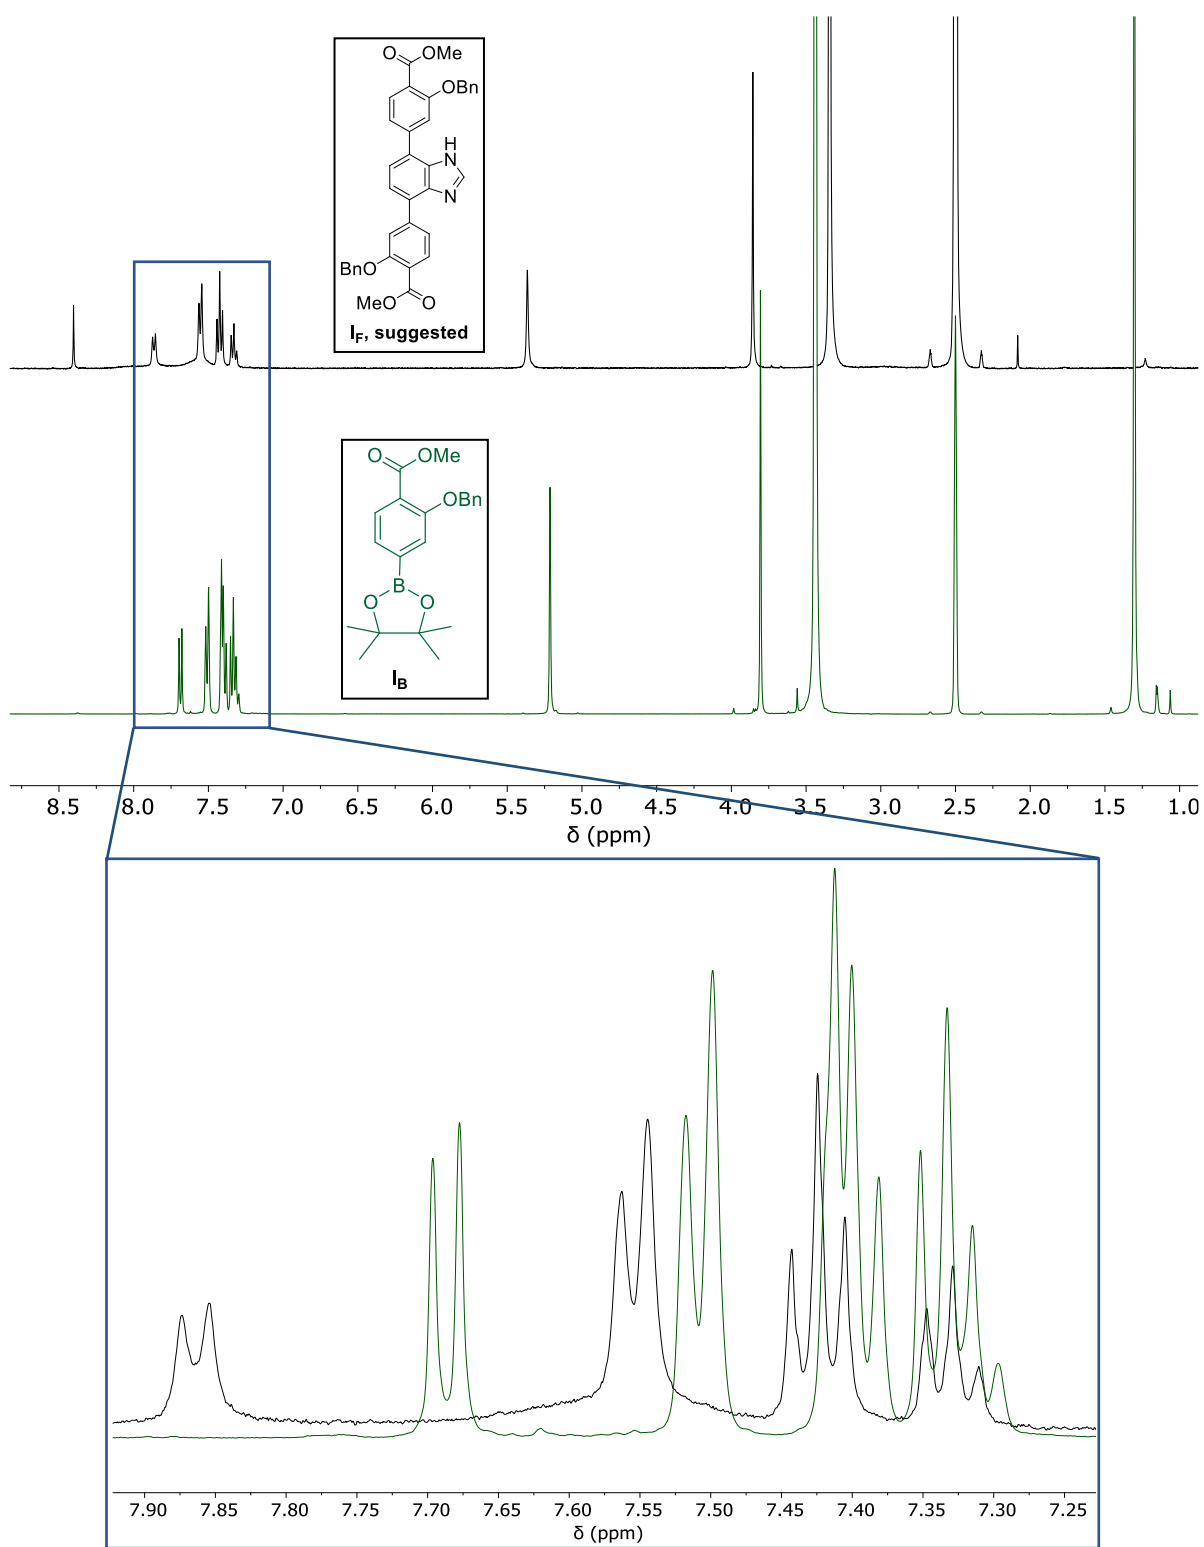 O OMe
OBn
H
N
N
BnO
MeO O
I_F, suggested
O OMe
OBn
B
O O
I_B
8.5 8.0 7.5 7.0 6.5 6.0 5.5 5.0 4.5 4.0 3.5 3.0 2.5 2.0 1.5 1.0
δ (ppm)
7.90 7.85 7.80 7.75 7.70 7.65 7.60 7.55 7.50 7.45 7.40 7.35 7.30 7.25
δ (ppm)